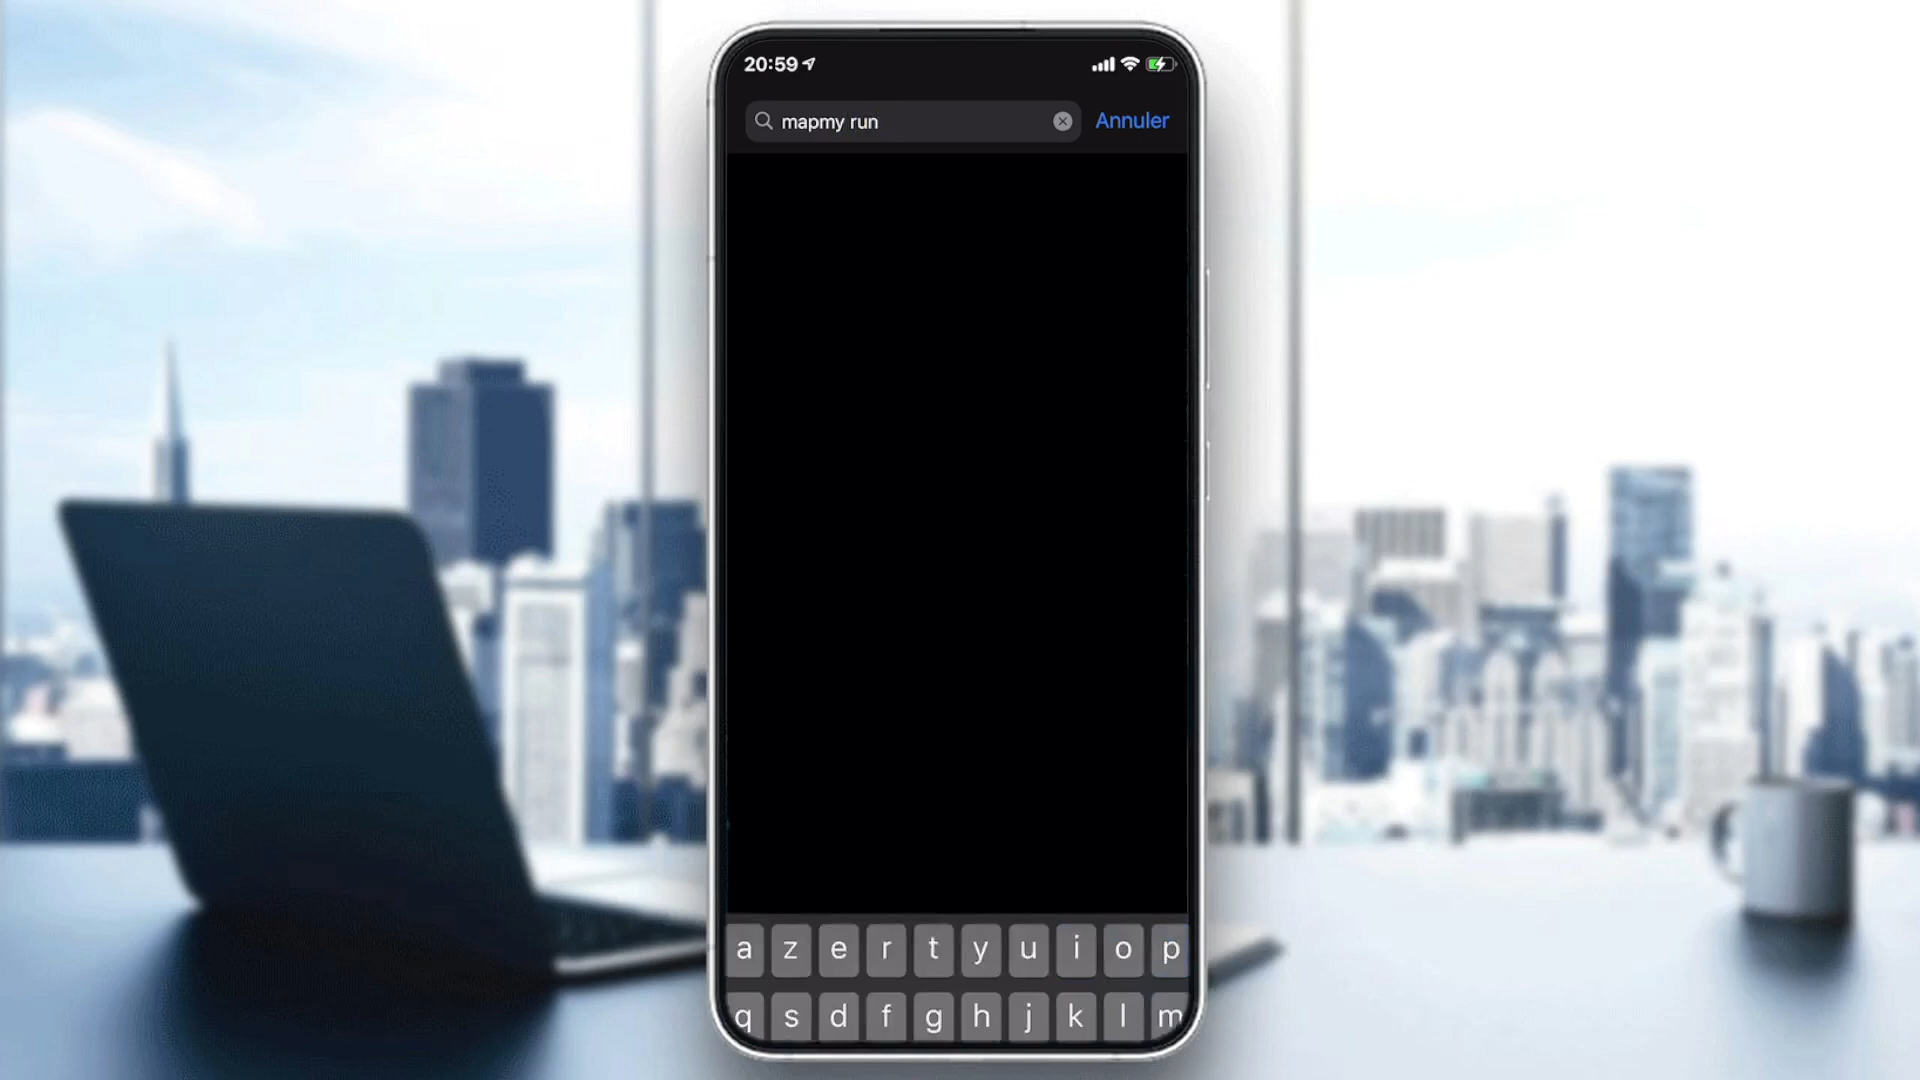 20:59
mapmy run
Annuler
a z e r t y u i o p
q s d f g h j k l m